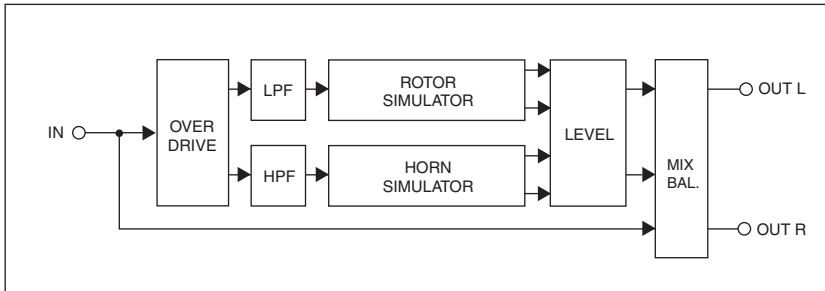 IN
OVER
DRIVE
LPF
HPF
ROTOR
SIMULATOR
HORN
SIMULATOR
LEVEL
MIX
BAL.
OUT L
OUT R